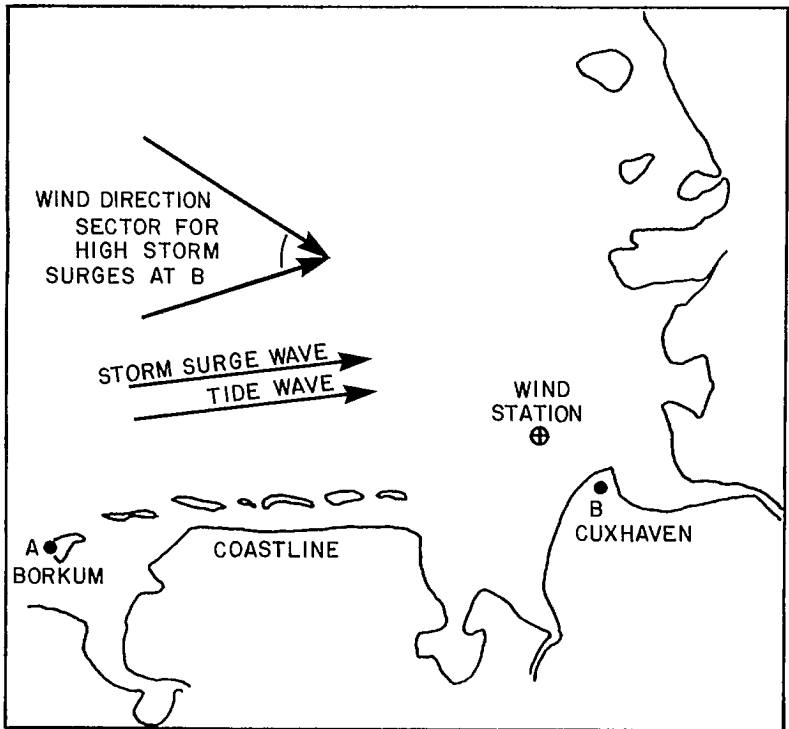 WIND DIRECTION
SECTOR FOR
HIGH STORM
SURGES AT B
STORM SURGE WAVE
TIDE WAVE
WIND
STATION
B
CUXHAVEN
A
BORKUM
COASTLINE